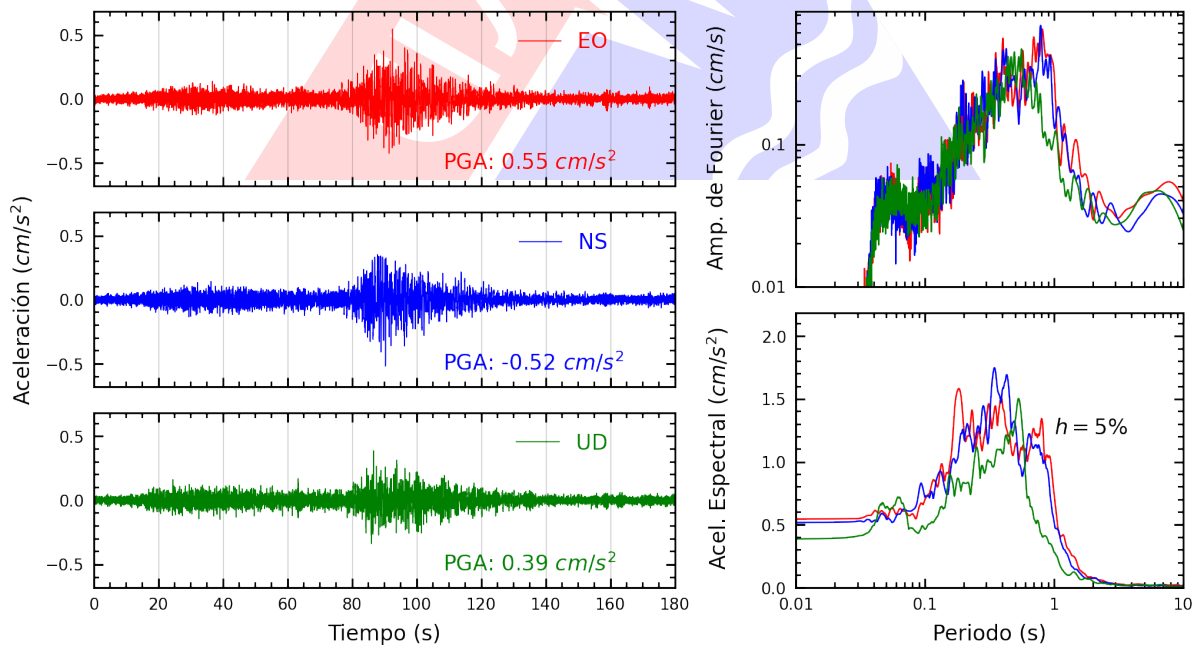 Aceleración (cm/s²)
0.5
0.0
−0.5
EO
PGA: 0.55 cm/s²
0.5
0.0
−0.5
NS
PGA: -0.52 cm/s²
0.5
0.0
−0.5
UD
PGA: 0.39 cm/s²
0 20 40 60 80 100 120 140 160 180
Tiempo (s)
Amp. de Fourier (cm/s)
0.1
0.01
Acel. Espectral (cm/s²)
2.0
1.5
1.0
0.5
0.0
h = 5%
0.01 0.1 1 10
Periodo (s)